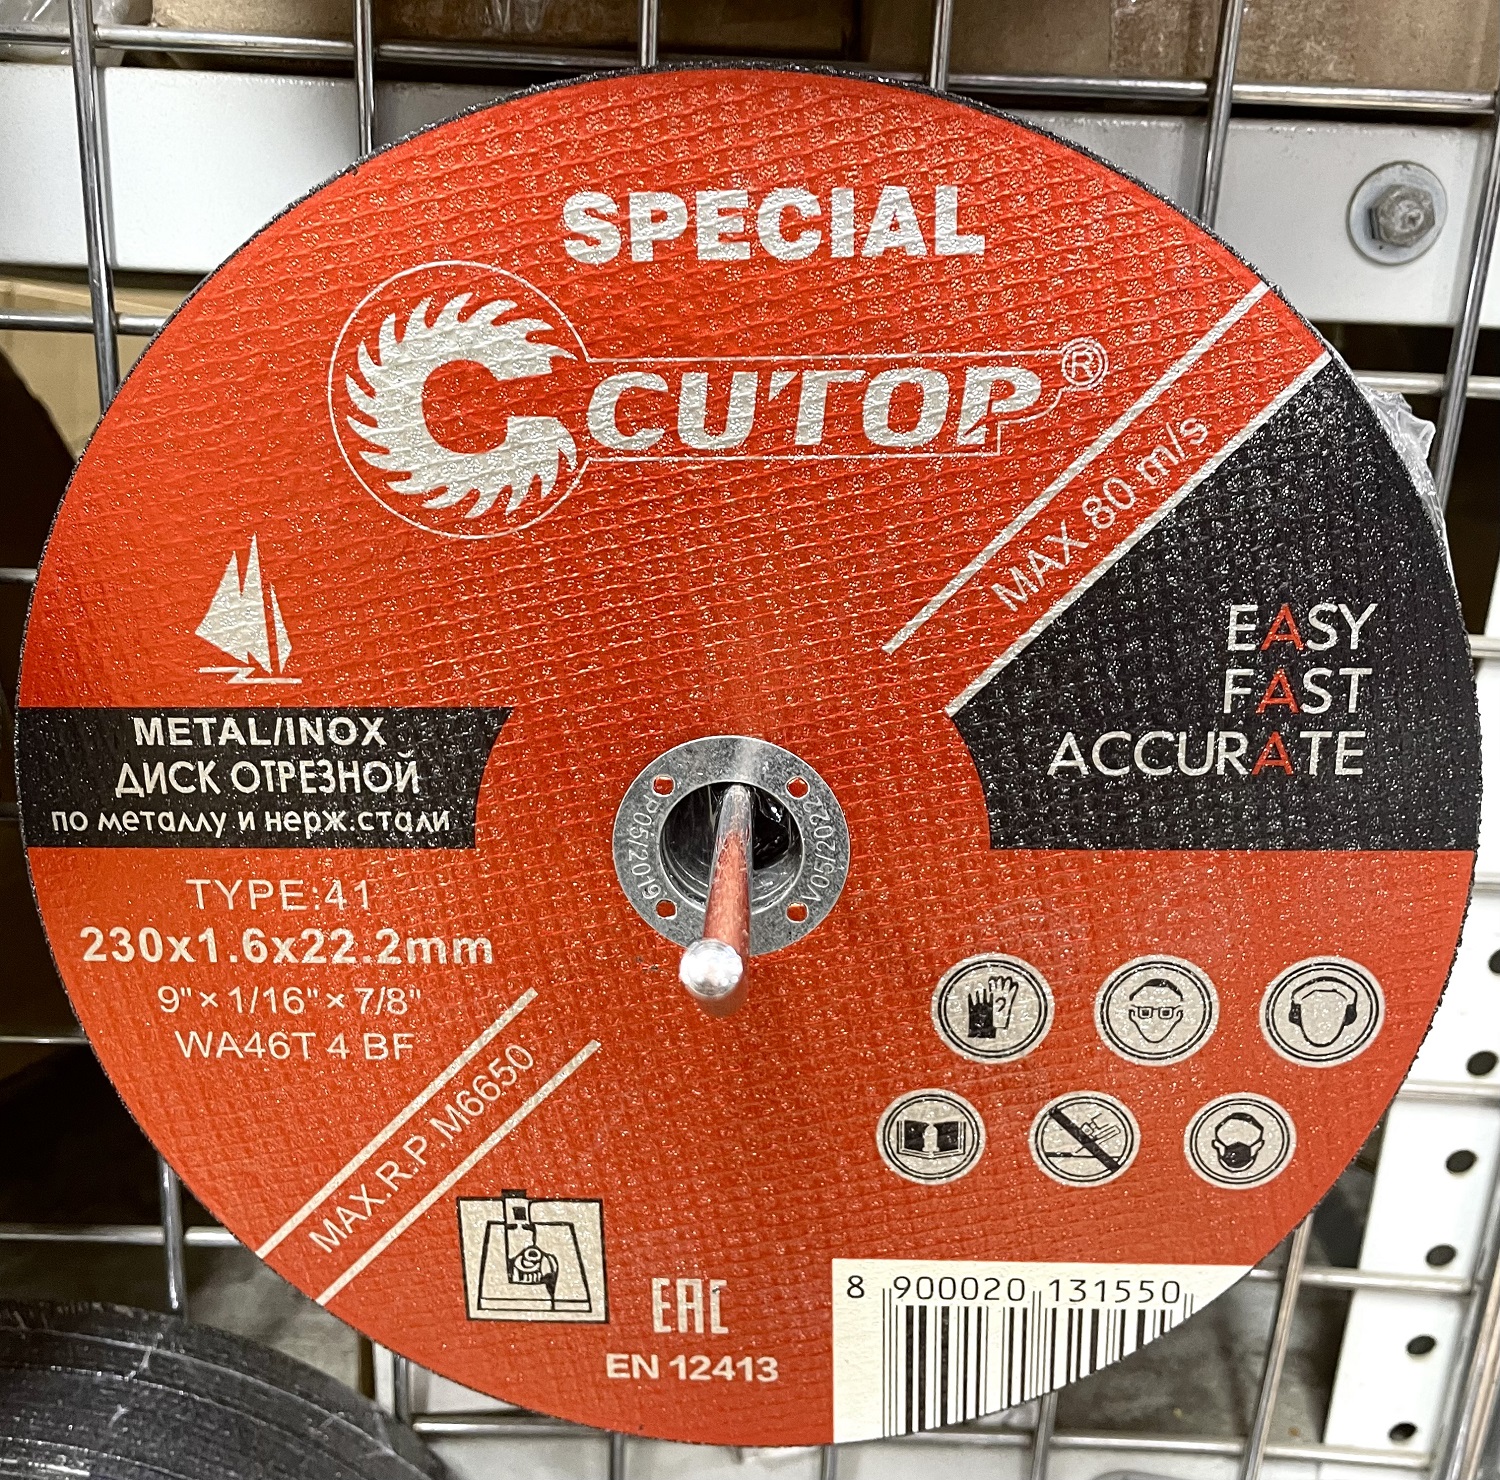 SPECIAL
CUTOP®
MAX.80 m/s
EASY
FAST
ACCURATE
METAL/INOX
ДИСК ОТРЕЗНОЙ
по металлу и нерж.стали
P05/2019
V05/2022
TYPE:41
230x1.6x22.2mm
9"×1/16"×7/8"
WA46T 4 BF
MAX.R.P.M6650
EAC
EN 12413
8 900020 131550